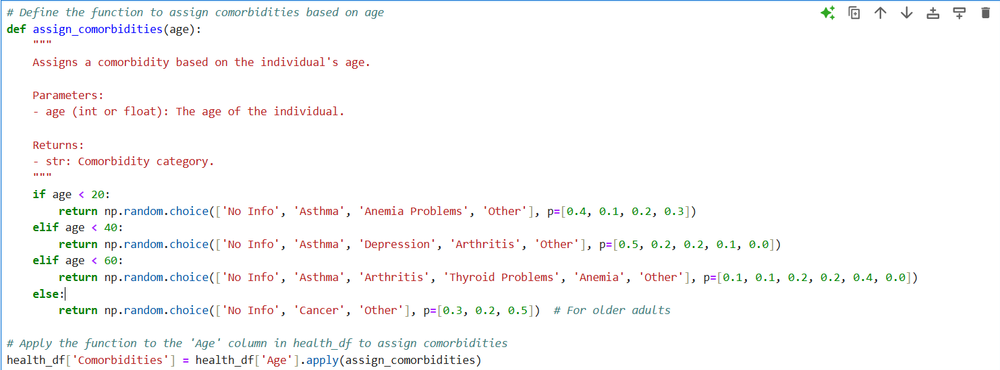 # Define the function to assign comorbidities based on age
def assign_comorbidities(age):
    """
    Assigns a comorbidity based on the individual's age.

    Parameters:
    - age (int or float): The age of the individual.

    Returns:
    - str: Comorbidity category.
    """
    if age < 20:
        return np.random.choice(['No Info', 'Asthma', 'Anemia Problems', 'Other'], p=[0.4, 0.1, 0.2, 0.3])
    elif age < 40:
        return np.random.choice(['No Info', 'Asthma', 'Depression', 'Arthritis', 'Other'], p=[0.5, 0.2, 0.2, 0.1, 0.0])
    elif age < 60:
        return np.random.choice(['No Info', 'Asthma', 'Arthritis', 'Thyroid Problems', 'Anemia', 'Other'], p=[0.1, 0.1, 0.2, 0.2, 0.4, 0.0])
    else:
        return np.random.choice(['No Info', 'Cancer', 'Other'], p=[0.3, 0.2, 0.5])  # For older adults

# Apply the function to the 'Age' column in health_df to assign comorbidities
health_df['Comorbidities'] = health_df['Age'].apply(assign_comorbidities)